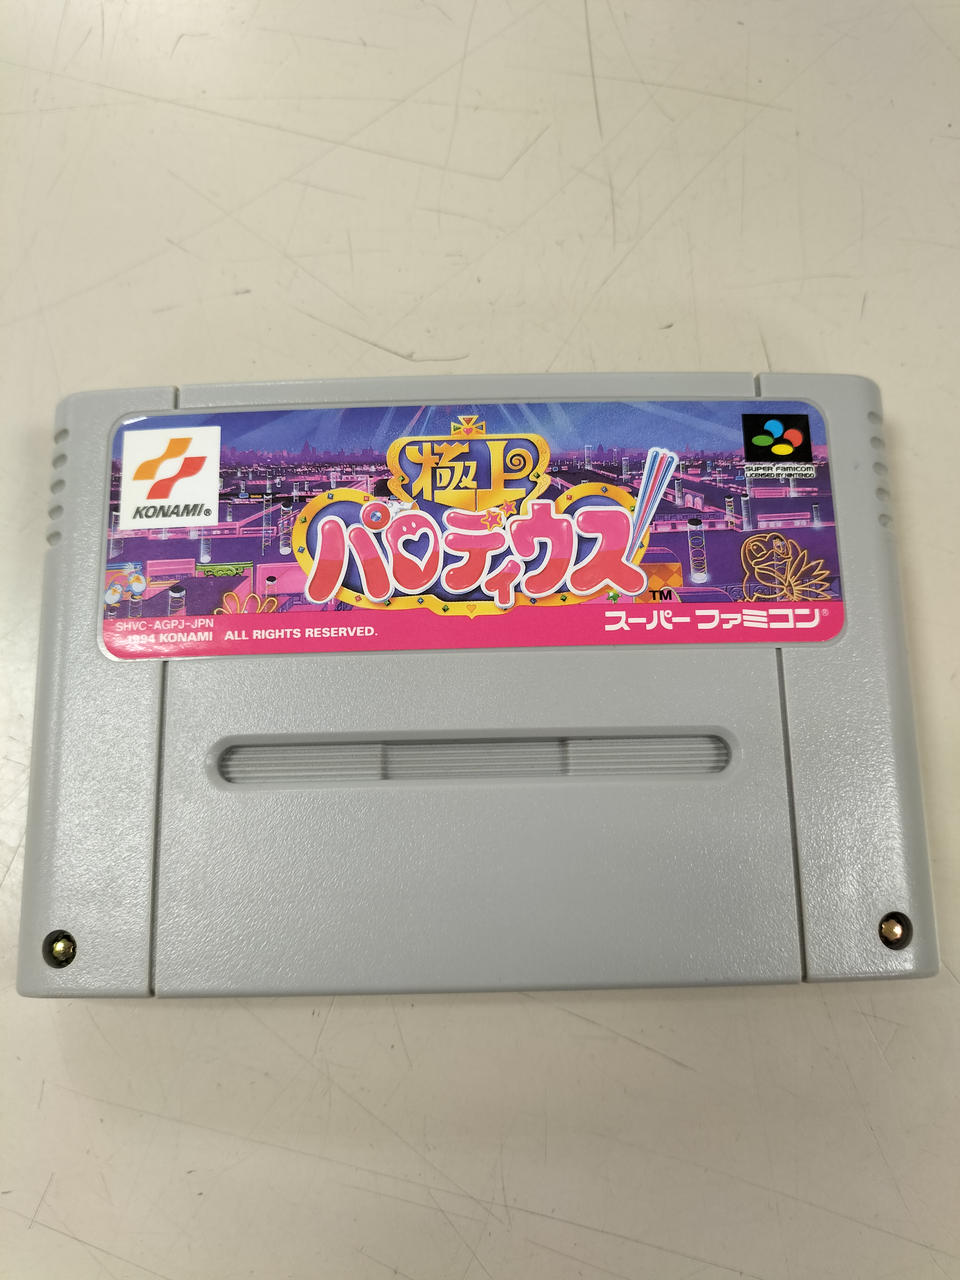 KONAMI®
極上
パロディウス!
TM
SUPER FAMICOM
LICENSED BY NINTENDO
SHVC-AGPJ-JPN
© 1994 KONAMI ALL RIGHTS RESERVED.
スーパーファミコン®